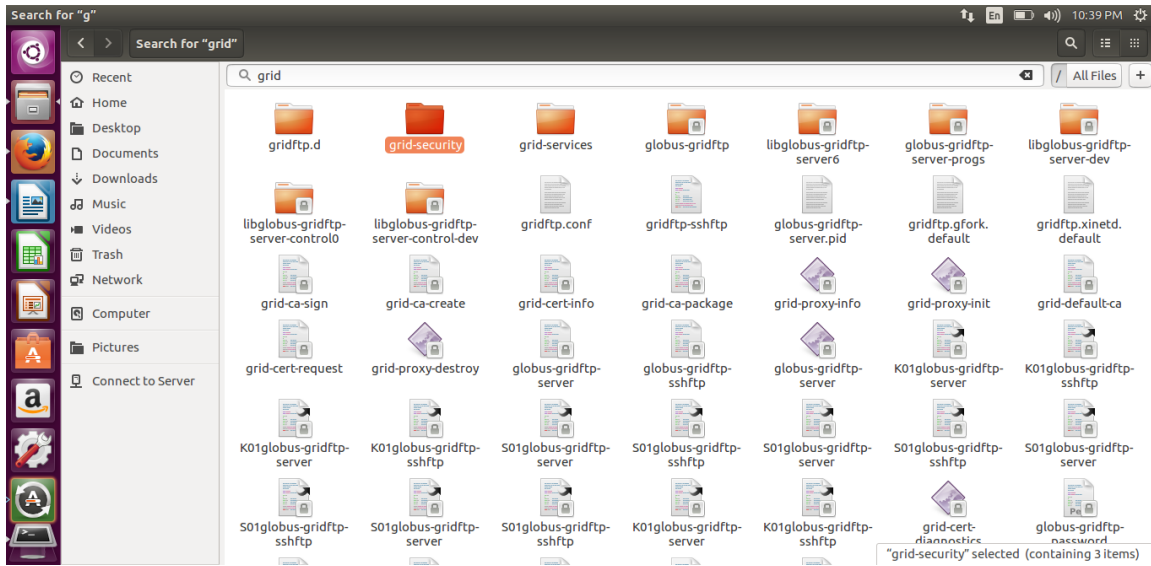 Search for “g”
En
10:39 PM
Search for “grid”
Recent
Home
Desktop
Documents
Downloads
Music
Videos
Trash
Network
Computer
Pictures
Connect to Server
grid
/ All Files +
gridftp.d
grid-security
grid-services
globus-gridftp
libglobus-gridftp-
server6
globus-gridftp-
server-progs
libglobus-gridftp-
server-dev
libglobus-gridftp-
server-control0
libglobus-gridftp-
server-control-dev
gridftp.conf
gridftp-sshftp
globus-gridftp-
server.pid
gridftp.gfork.
default
gridftp.xinetd.
default
grid-ca-sign
grid-ca-create
grid-cert-info
grid-ca-package
grid-proxy-info
grid-proxy-init
grid-default-ca
grid-cert-request
grid-proxy-destroy
globus-gridftp-
server
globus-gridftp-
sshftp
globus-gridftp-
server
K01globus-gridftp-
server
K01globus-gridftp-
sshftp
K01globus-gridftp-
server
K01globus-gridftp-
sshftp
S01globus-gridftp-
server
S01globus-gridftp-
sshftp
S01globus-gridftp-
server
S01globus-gridftp-
sshftp
S01globus-gridftp-
server
S01globus-gridftp-
sshftp
S01globus-gridftp-
server
S01globus-gridftp-
sshftp
K01globus-gridftp-
server
K01globus-gridftp-
sshftp
grid-cert-
diagnostics
globus-gridftp-
password
“grid-security” selected (containing 3 items)